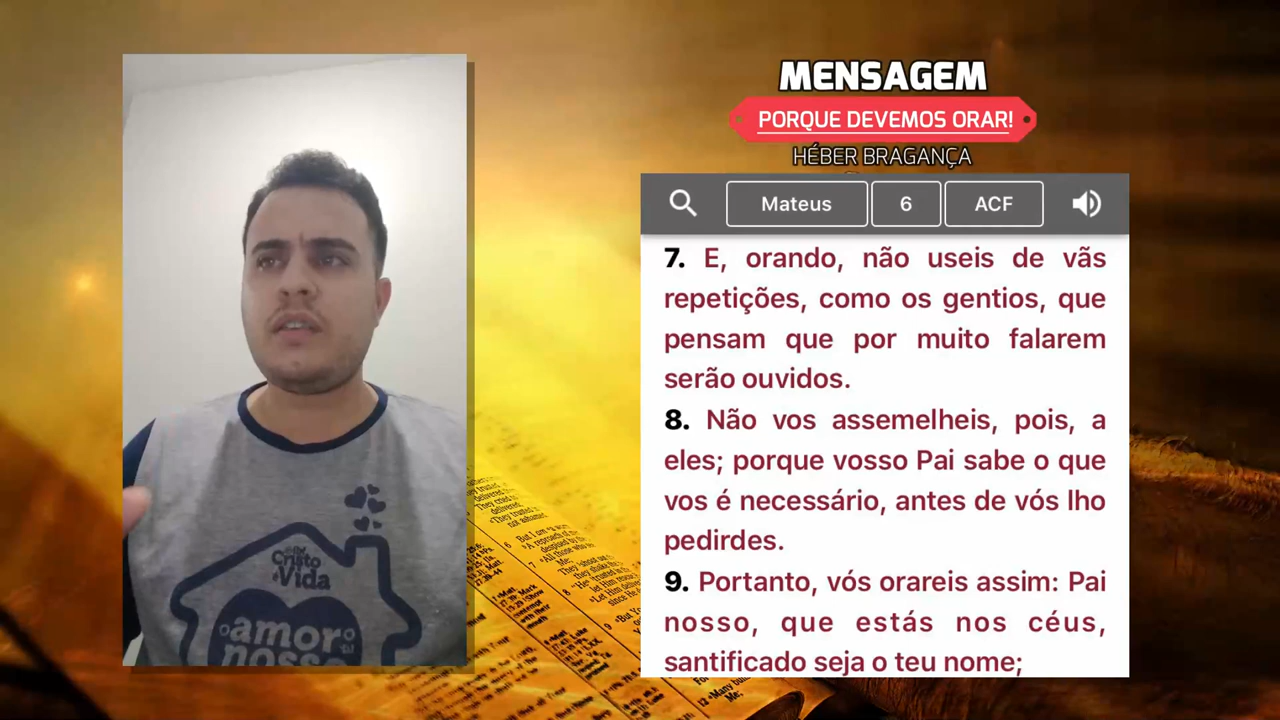 MENSAGEM
PORQUE DEVEMOS ORAR!
HÉBER BRAGANÇA
Mateus 6 ACF
7. E, orando, não useis de vãs
repetições, como os gentios, que
pensam que por muito falarem
serão ouvidos.
8. Não vos assemelheis, pois, a
eles; porque vosso Pai sabe o que
vos é necessário, antes de vós lho
pedirdes.
9. Portanto, vós orareis assim: Pai
nosso, que estás nos céus,
santificado seja o teu nome;
Cristo
é Vida
amor
nosso